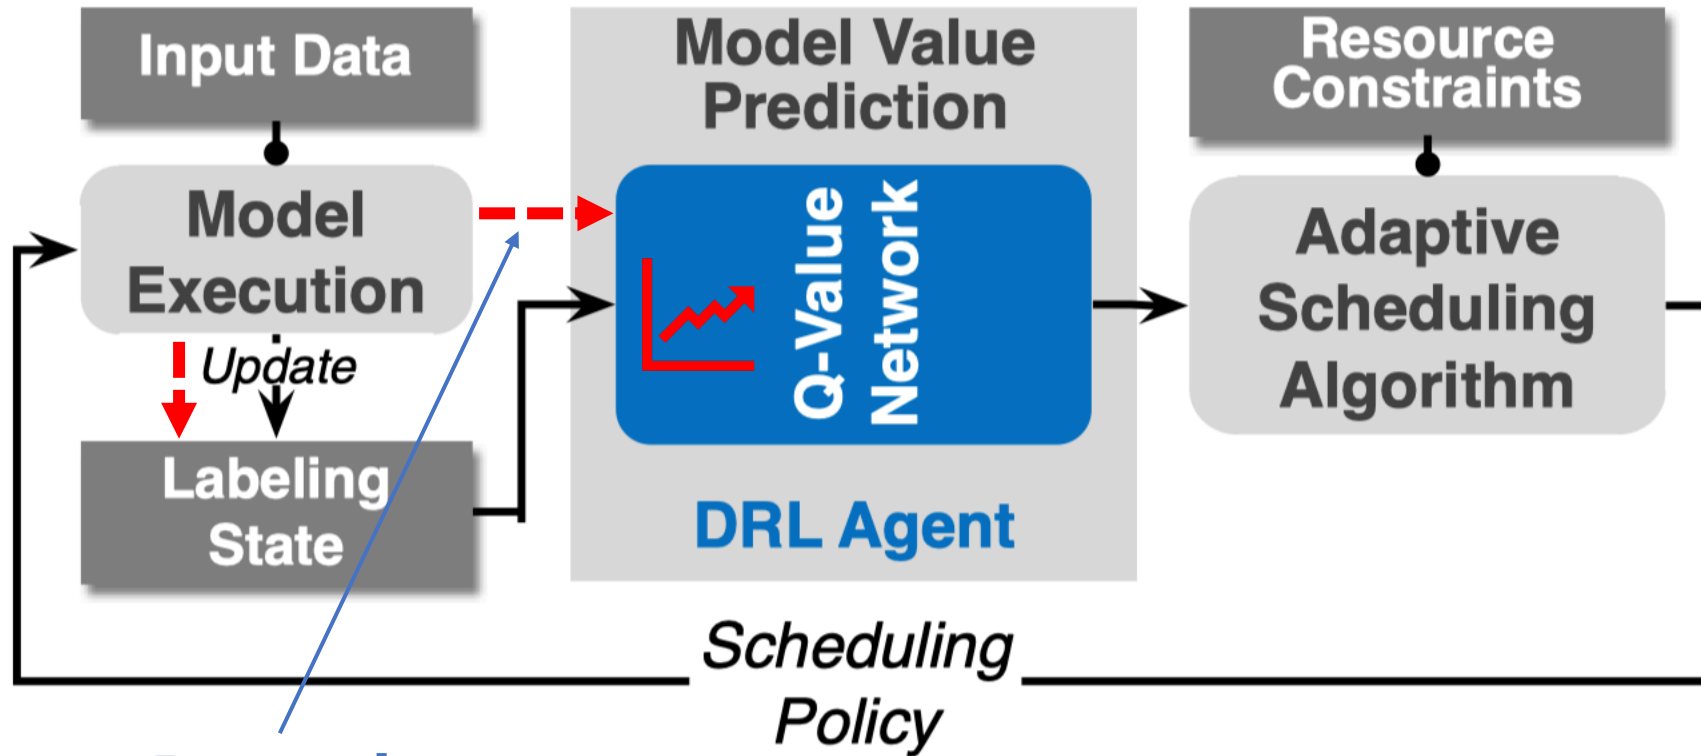 Input Data
Model Value
Prediction
Resource
Constraints
Model
Execution
Update
Labeling
State
Q-Value
Network
DRL Agent
Adaptive
Scheduling
Algorithm
Scheduling
Policy